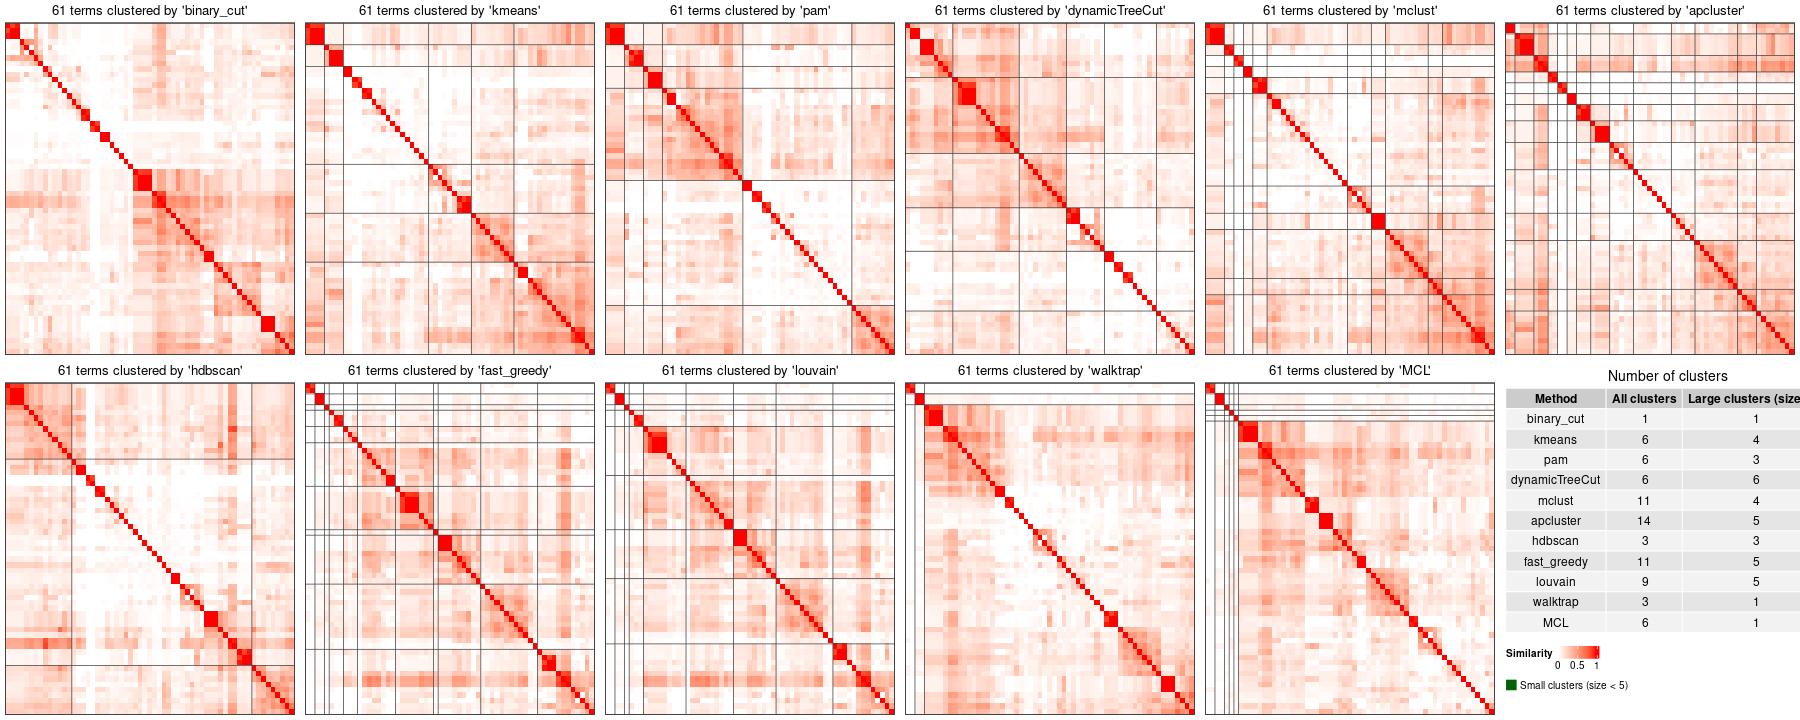 61 terms clustered by 'binary_cut'
61 terms clustered by 'kmeans'
61 terms clustered by 'pam'
61 terms clustered by 'dynamicTreeCut'
61 terms clustered by 'mclust'
61 terms clustered by 'apcluster'
61 terms clustered by 'hdbscan'
61 terms clustered by 'fast_greedy'
61 terms clustered by 'louvain'
61 terms clustered by 'walktrap'
61 terms clustered by 'MCL'
Number of clusters
Method All clusters Large clusters (size
binary_cut 1 1
kmeans 6 4
pam 6 3
dynamicTreeCut 6 6
mclust 11 4
apcluster 14 5
hdbscan 3 3
fast_greedy 11 5
louvain 9 5
walktrap 3 1
MCL 6 1
Similarity
0 0.5 1
Small clusters (size < 5)